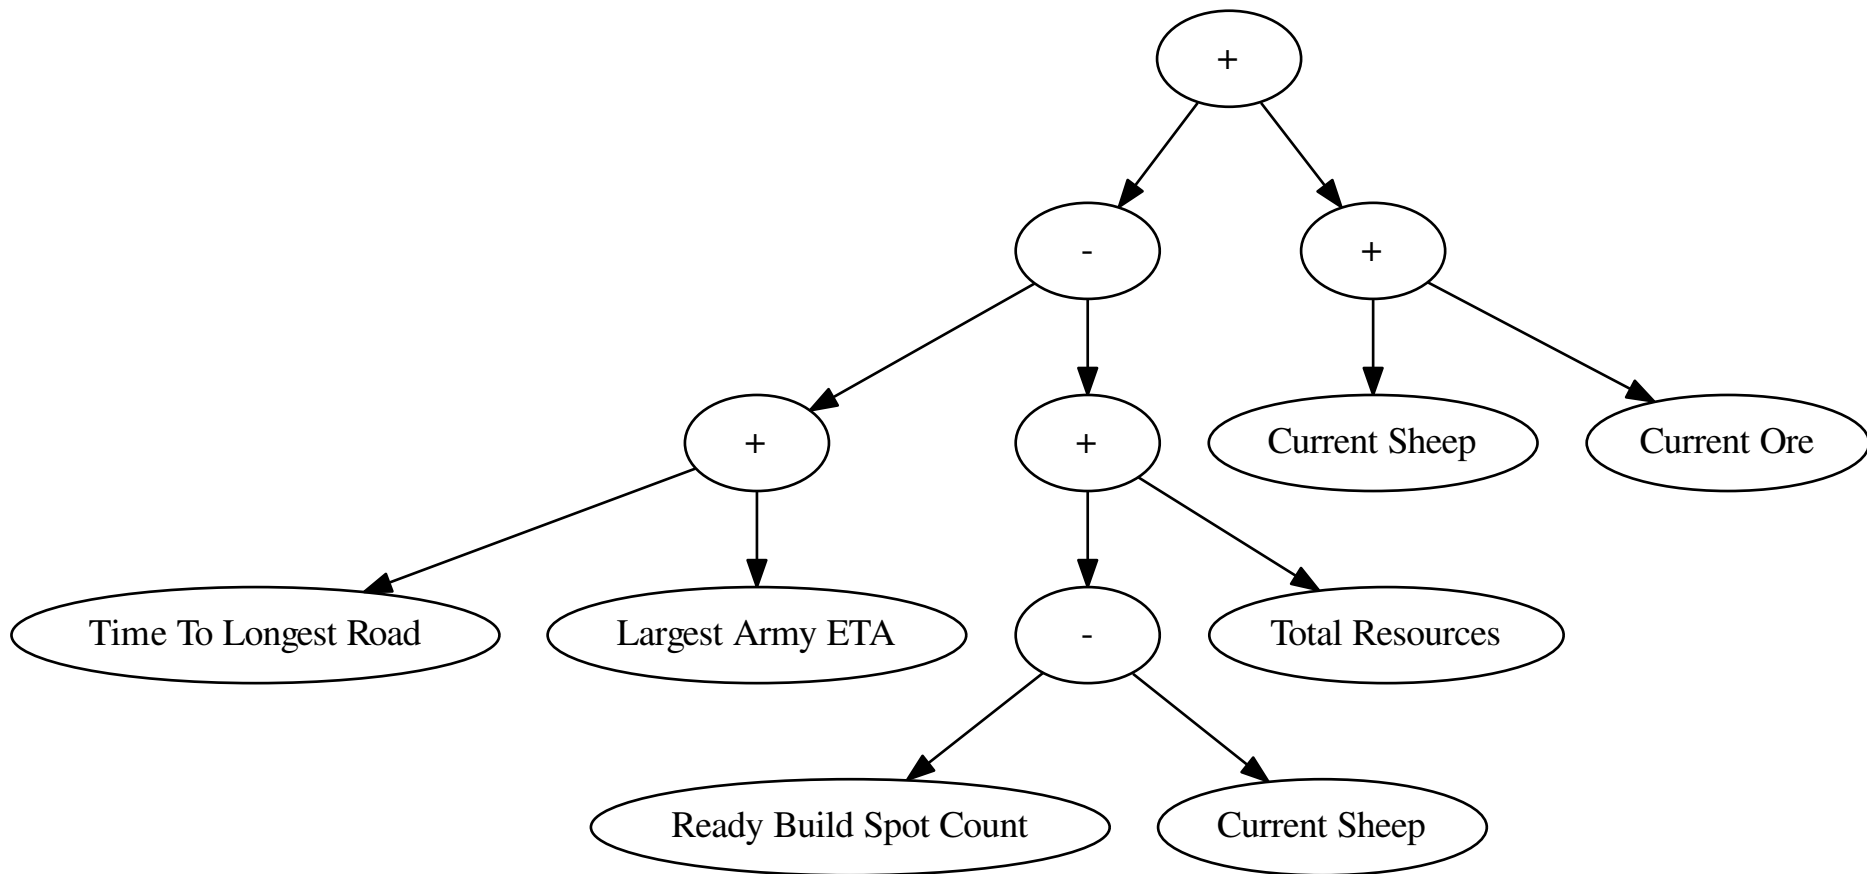 +
-
+
+
+
Current Sheep
Current Ore
Time To Longest Road
Largest Army ETA
-
Total Resources
Ready Build Spot Count
Current Sheep